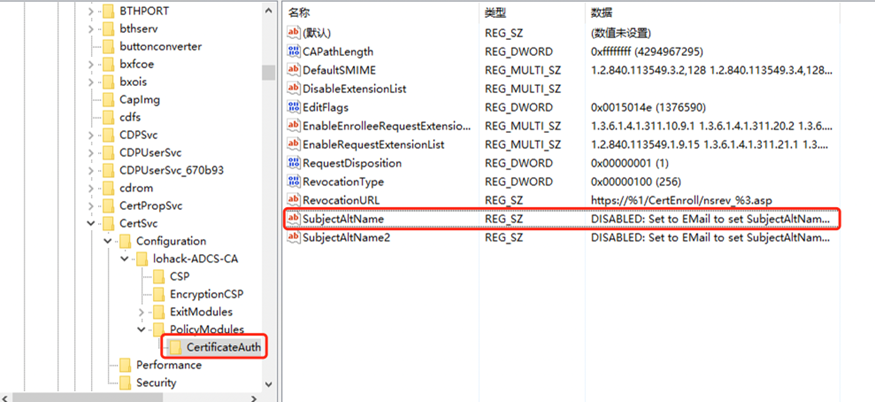 BTHPORT
bthserv
buttonconverter
bxfcoe
bxois
CapImg
cdfs
CDPSvc
CDPUserSvc
CDPUserSvc_670b93
cdrom
CertPropSvc
CertSvc
Configuration
lohack-ADCS-CA
CSP
EncryptionCSP
ExitModules
PolicyModules
CertificateAuth
Performance
Security
名称 类型 数据
(默认) REG_SZ (数值未设置)
CAPathLength REG_DWORD 0xffffffff (4294967295)
DefaultSMIME REG_MULTI_SZ 1.2.840.113549.3.2,128 1.2.840.113549.3.4,128...
DisableExtensionList REG_MULTI_SZ
EditFlags REG_DWORD 0x0015014e (1376590)
EnableEnrolleeRequestExtensio... REG_MULTI_SZ 1.3.6.1.4.1.311.10.9.1 1.3.6.1.4.1.311.20.2 1.3.6....
EnableRequestExtensionList REG_MULTI_SZ 1.2.840.113549.1.9.15 1.3.6.1.4.1.311.21.1 1.3....
RequestDisposition REG_DWORD 0x00000001 (1)
RevocationType REG_DWORD 0x00000100 (256)
RevocationURL REG_SZ https://%1/CertEnroll/nsrev_%3.asp
SubjectAltName REG_SZ DISABLED: Set to EMail to set SubjectAltNam...
SubjectAltName2 REG_SZ DISABLED: Set to EMail to set SubjectAltNam...